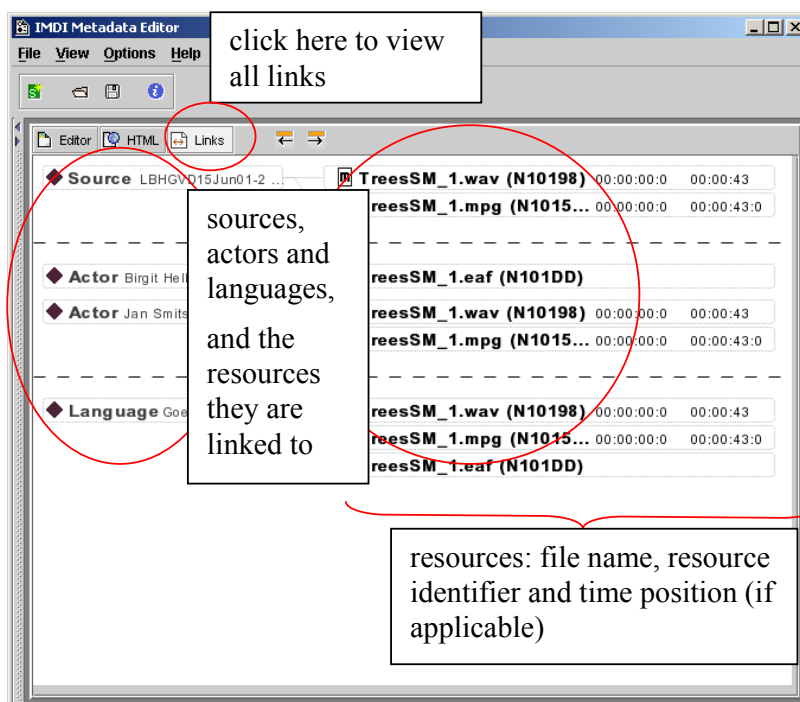 IMDI Metadata Editor
File View Options Help
click here to view
all links
Editor HTML Links
Source LBHGVD15Jun01-2 ... TreesSM_1.wav (N10198) 00:00:00:0 00:00:43
reesSM_1.mpg (N1015... 00:00:00:0 00:00:43:0
sources,
actors and
languages,
and the
resources
they are
linked to
Actor Birgit Hell reesSM_1.eaf (N101DD)
Actor Jan Smits reesSM_1.wav (N10198) 00:00:00:0 00:00:43
reesSM_1.mpg (N1015... 00:00:00:0 00:00:43:0
Language Goe reesSM_1.wav (N10198) 00:00:00:0 00:00:43
reesSM_1.mpg (N1015... 00:00:00:0 00:00:43:0
reesSM_1.eaf (N101DD)
resources: file name, resource
identifier and time position (if
applicable)